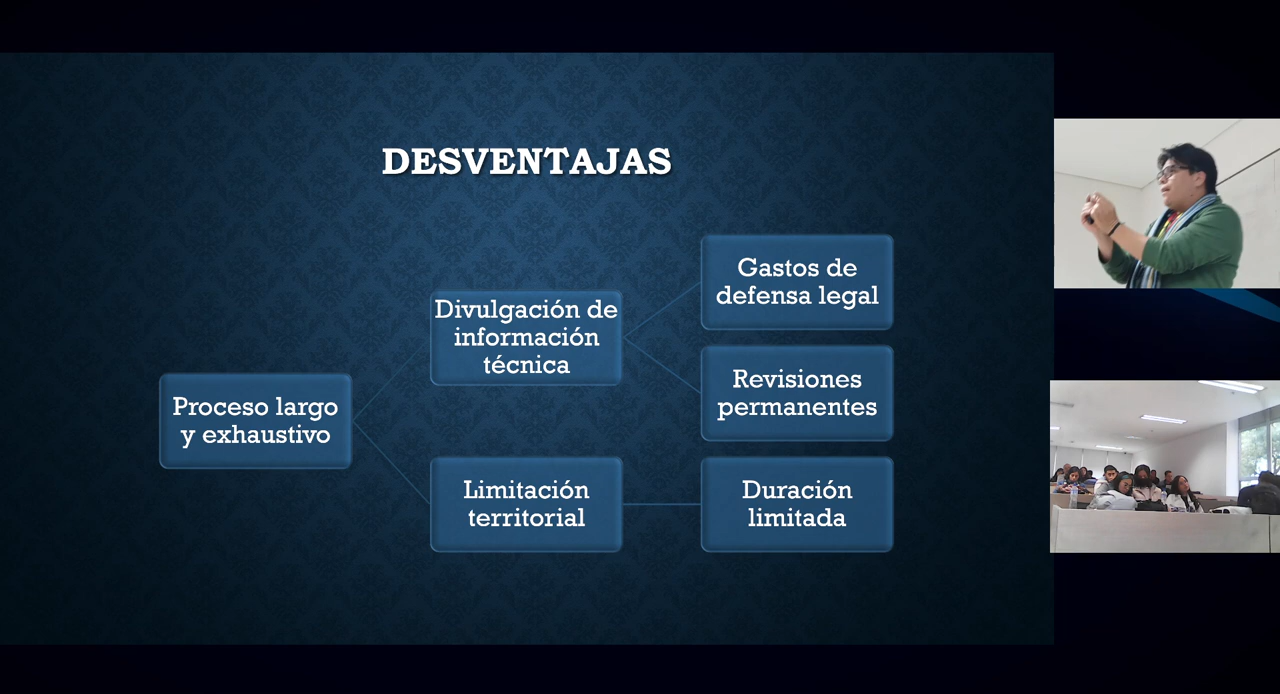 DESVENTAJAS
Proceso largo
y exhaustivo
Divulgación de
información
técnica
Limitación
territorial
Gastos de
defensa legal
Revisiones
permanentes
Duración
limitada